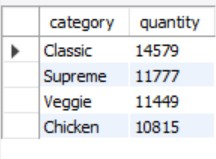 category quantity
Classic 14579
Supreme 11777
Veggie 11449
Chicken 10815